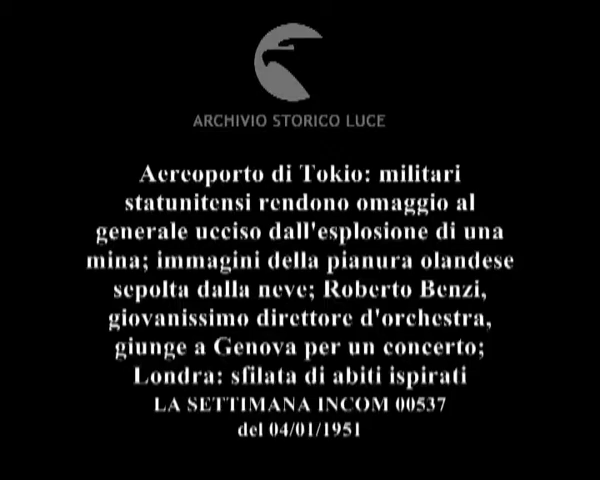 ARCHIVIO STORICO LUCE
Aereoporto di Tokio: militari
statunitensi rendono omaggio al
generale ucciso dall'esplosione di una
mina; immagini della pianura olandese
sepolta dalla neve; Roberto Benzi,
giovanissimo direttore d'orchestra,
giunge a Genova per un concerto;
Londra: sfilata di abiti ispirati
LA SETTIMANA INCOM 00537
del 04/01/1951